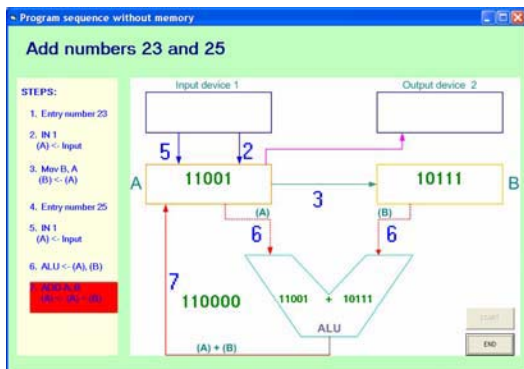 Program sequence without memory
Add numbers 23 and 25
STEPS:
1. Entry number 23
2. IN 1
(A) <- Input
3. Mov B, A
(B) <- (A)
4. Entry number 25
5. IN 1
(A) <- Input
6. ALU <- (A), (B)
7. ADD A, B
(A) <- (A) + (B)
Input device 1
Output device 2
5
2
A
11001
3
10111
B
(A)
(B)
6
6
7
110000
11001 + 10111
ALU
(A) + (B)
START
END